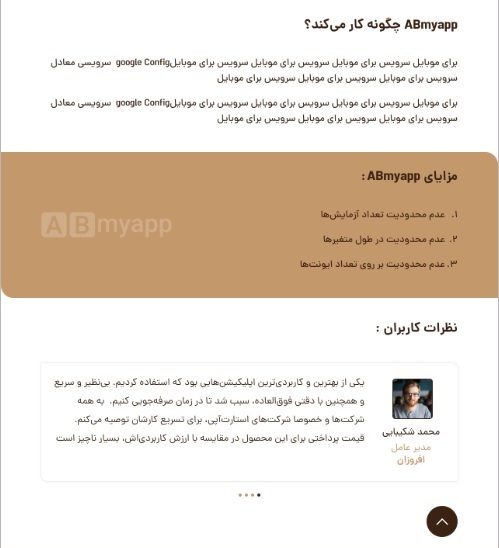 ABmyapp چگونه کار می‌کند؟
سرویسی معادل google Configبرای موبایل سرویس برای موبایل سرویس برای موبایل سرویس برای موبایل
سرویس برای موبایل سرویس برای موبایل سرویس برای موبایل
سرویسی معادل google Configبرای موبایل سرویس برای موبایل سرویس برای موبایل سرویس برای موبایل
سرویس برای موبایل سرویس برای موبایل سرویس برای موبایل
مزایای ABmyapp :
ABmyapp
۱. عدم محدودیت تعداد آزمایش‌ها
۲. عدم محدودیت در طول متغیرها
۳. عدم محدودیت بر روی تعداد ایونت‌ها
نظرات کاربران :
یکی از بهترین و کاربردی‌ترین اپلیکیشن‌هایی بود که استفاده کردیم. بی‌نظیر و سریع
و همچنین با دقتی فوق‌العاده، سبب شد تا در زمان صرفه‌جویی کنیم. به همه
شرکت‌ها و خصوصا شرکت‌های استارت‌آپی، برای تسریع کارشان توصیه می‌کنم.
قیمت پرداختی برای این محصول در مقایسه با ارزش کاربردی‌اش، بسیار ناچیز است
محمد شکیبایی
مدیر عامل
افروزان